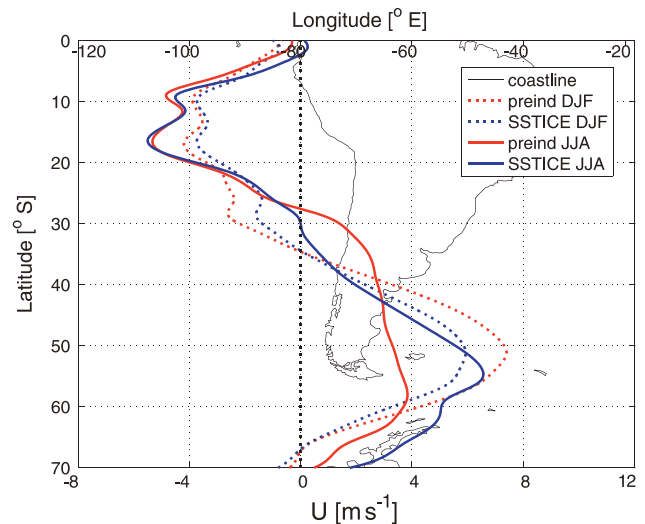 Longitude [° E]
-120 -100 -80 -60 -40 -20
0
10
20
30
40
50
60
70
Latitude [° S]
coastline
preind DJF
SSTICE DJF
preind JJA
SSTICE JJA
-8 -4 0 4 8 12
U [m s⁻¹]